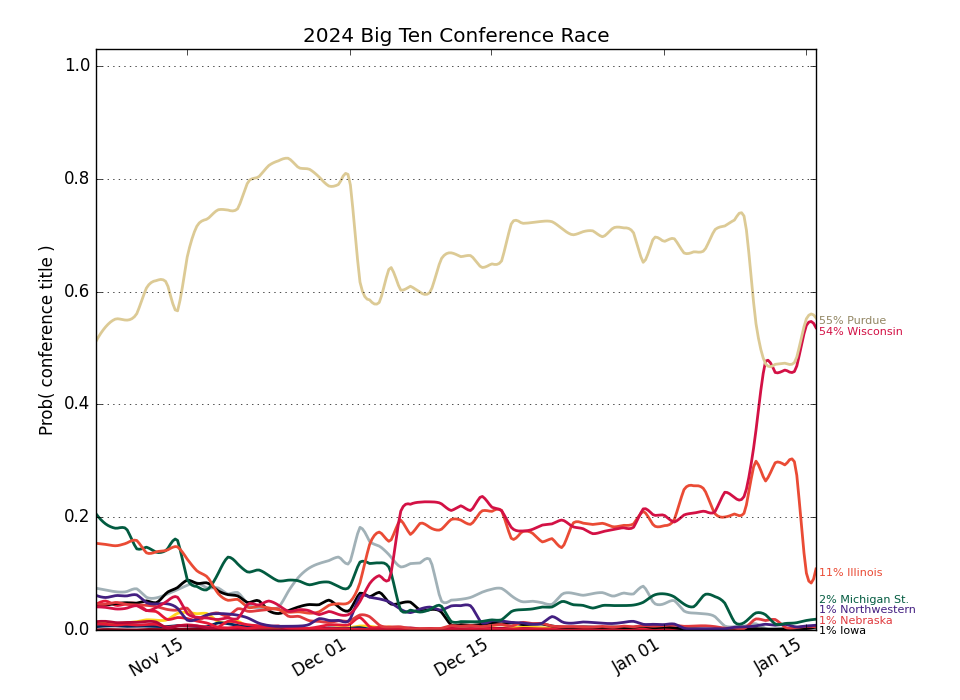 2024 Big Ten Conference Race
Prob( conference title )
1.0
0.8
0.6
0.4
0.2
0.0
55% Purdue
54% Wisconsin
11% Illinois
2% Michigan St.
1% Northwestern
1% Nebraska
1% Iowa
Nov 15
Dec 01
Dec 15
Jan 01
Jan 15